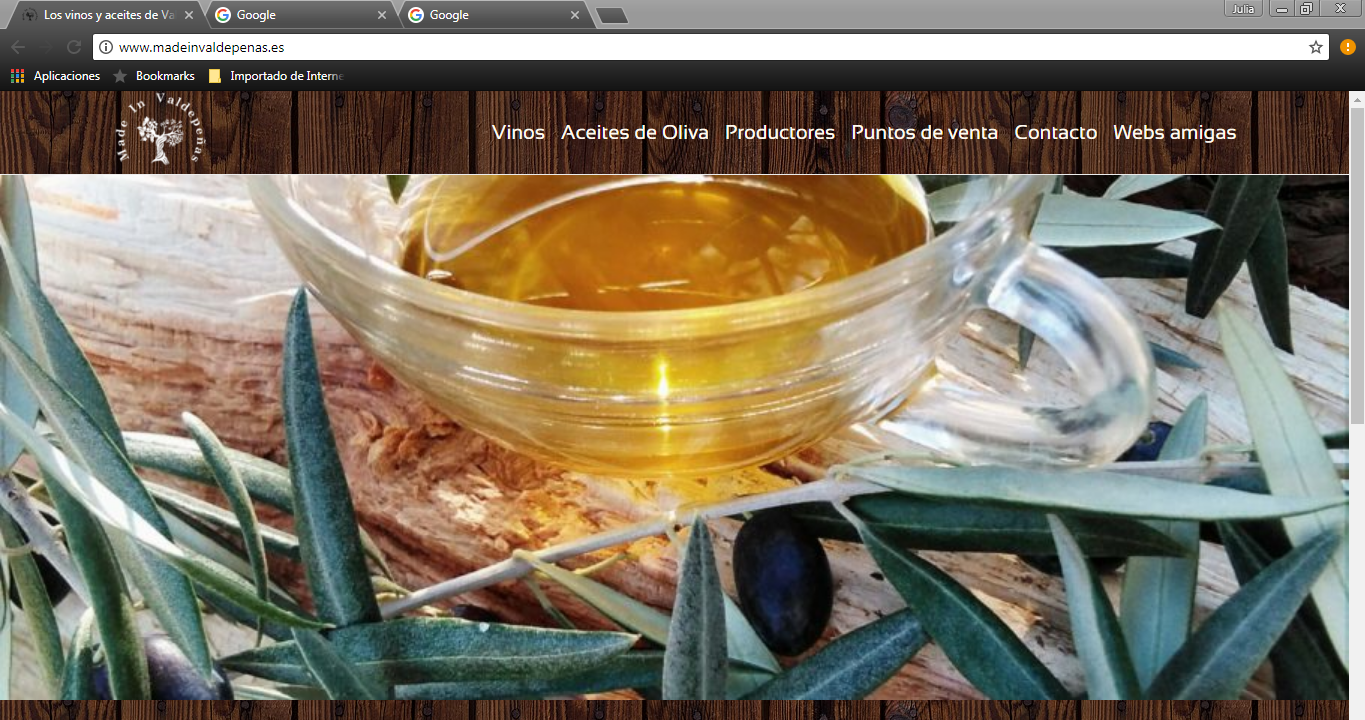 Los vinos y aceites de Va
Google
Google
Julia
www.madeinvaldepenas.es
Aplicaciones
Bookmarks
Importado de Interne
Made In Valdepeñas
Vinos
Aceites de Oliva
Productores
Puntos de venta
Contacto
Webs amigas